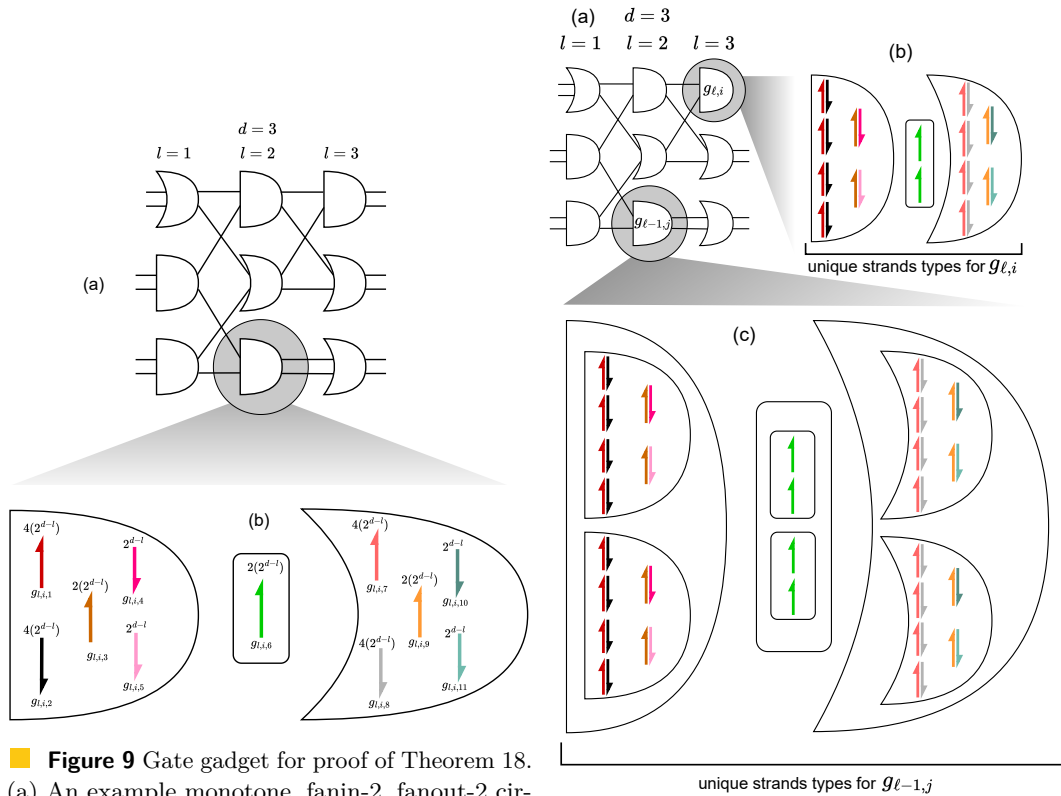 d = 3
l = 1 l = 2 l = 3
(a)
(b)
4(2^{d-l})
g_{l,i,1}
2^{d-l}
g_{l,i,4}
2(2^{d-l})
g_{l,i,3}
4(2^{d-l})
g_{l,i,2}
2^{d-l}
g_{l,i,5}
2(2^{d-l})
g_{l,i,6}
4(2^{d-l})
g_{l,i,7}
2^{d-l}
g_{l,i,10}
2(2^{d-l})
g_{l,i,9}
4(2^{d-l})
g_{l,i,8}
2^{d-l}
g_{l,i,11}
Figure 9 Gate gadget for proof of Theorem 18.
(a) An example monotone, fanin-2, fanout-2 cir-
(a) d = 3
l = 1 l = 2 l = 3
g_{ℓ,i}
g_{ℓ−1,j}
(b)
unique strands types for g_{ℓ,i}
(c)
unique strands types for g_{ℓ−1,j}